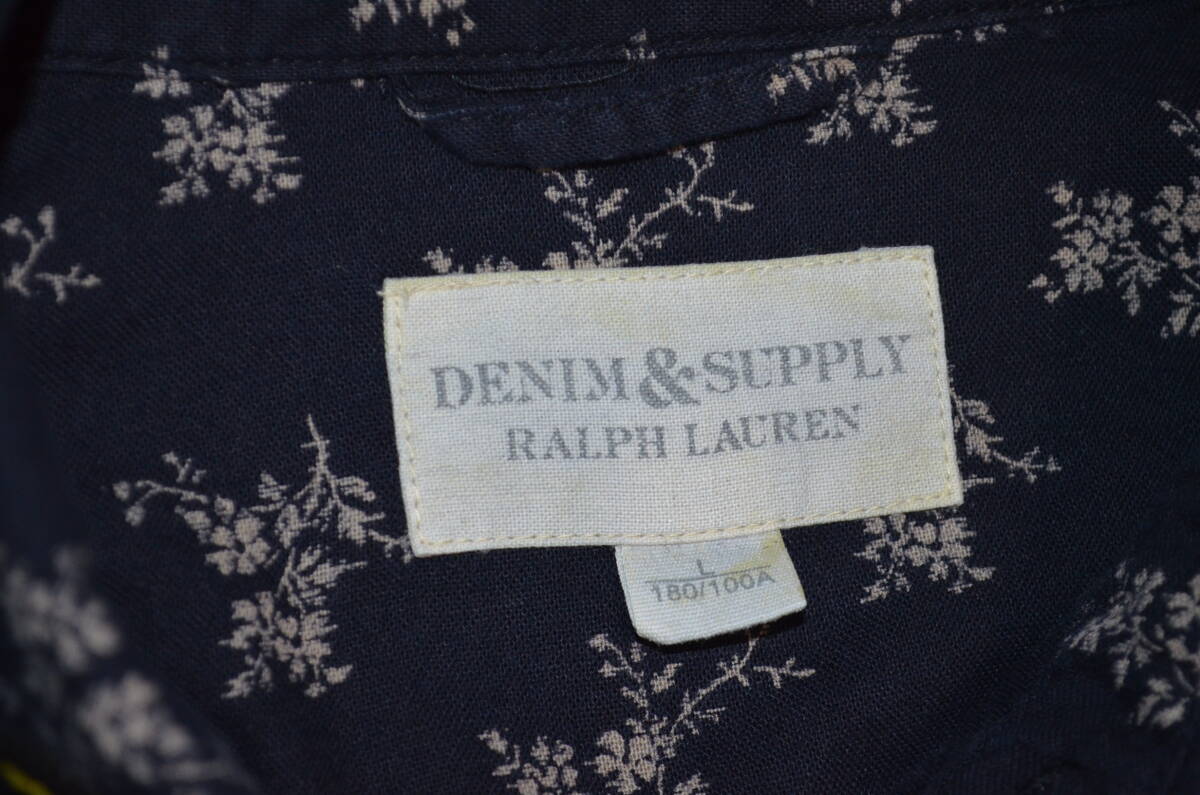 DENIM & SUPPLY
RALPH LAUREN
L
180/100A